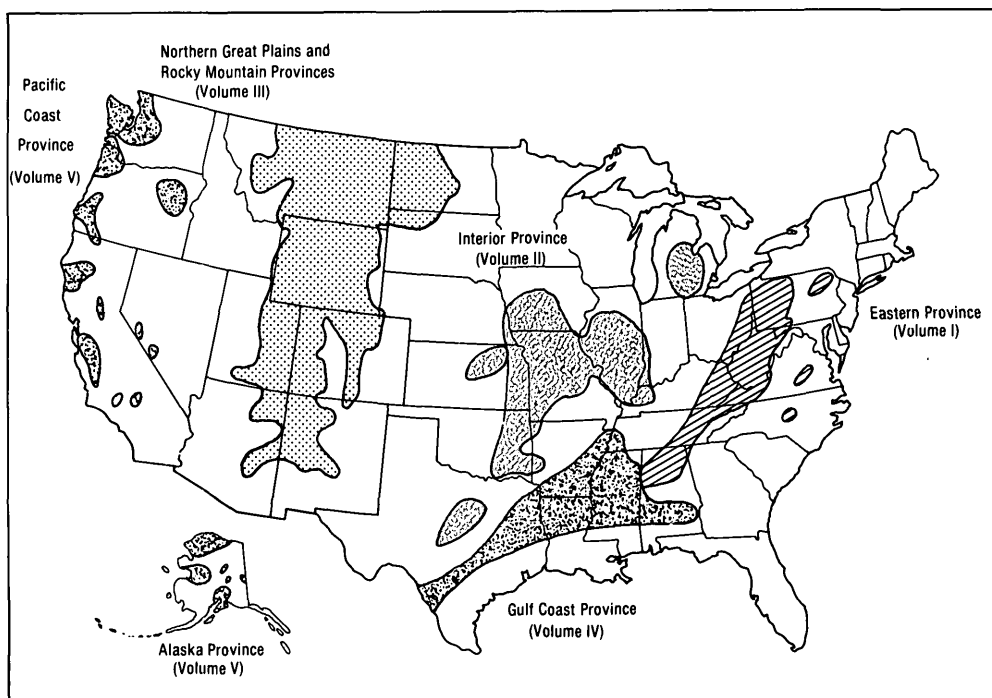 Northern Great Plains and
Rocky Mountain Provinces
(Volume III)
Pacific
Coast
Province
(Volume V)
Interior Province
(Volume II)
Eastern Province
(Volume I)
Gulf Coast Province
(Volume IV)
Alaska Province
(Volume V)